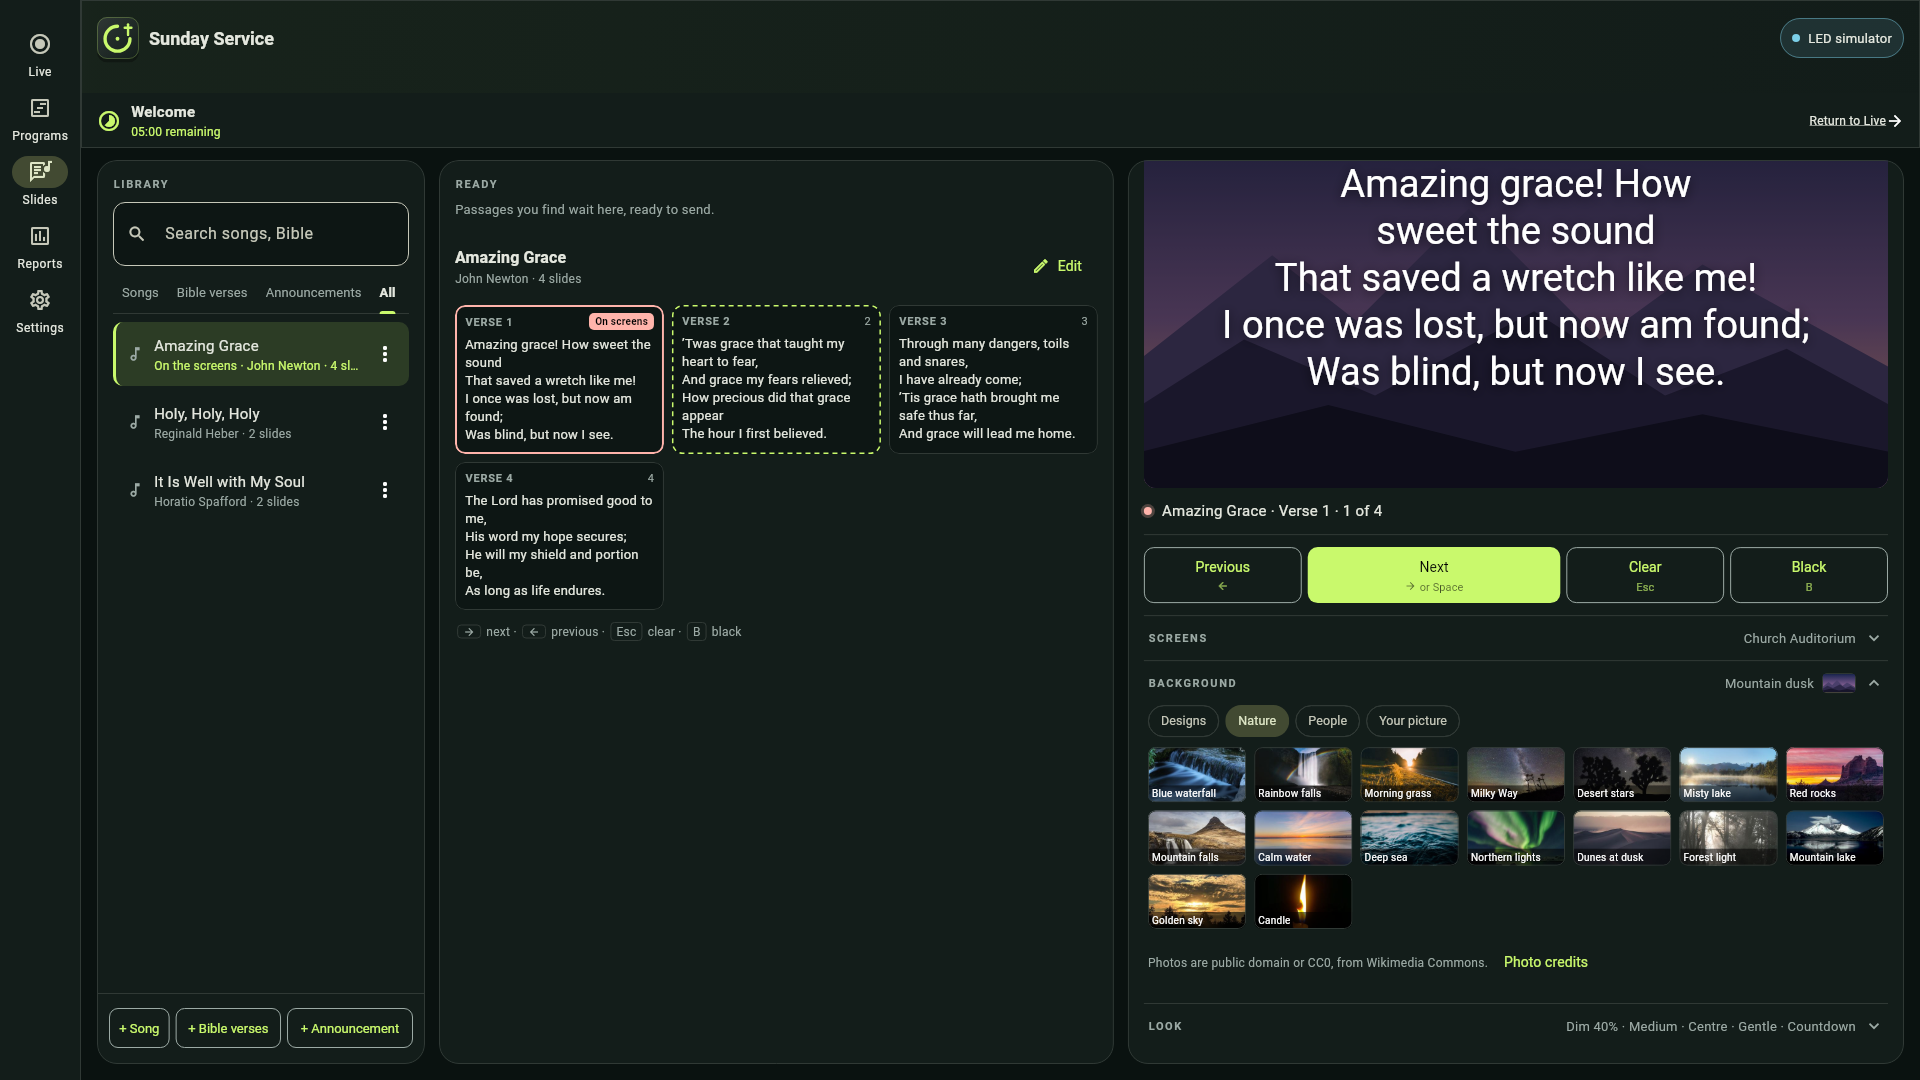 Sunday Service
LED simulator
Live
Programs
Slides
Reports
Settings
Welcome
05:00 remaining
Return to Live
LIBRARY
Search songs, Bible
Songs
Bible verses
Announcements
All
Amazing Grace
On the screens · John Newton · 4 sl...
Holy, Holy, Holy
Reginald Heber · 2 slides
It Is Well with My Soul
Horatio Spafford · 2 slides
+ Song
+ Bible verses
+ Announcement
READY
Passages you find wait here, ready to send.
Amazing Grace
John Newton · 4 slides
Edit
VERSE 1
On screens
Amazing grace! How sweet the
sound
That saved a wretch like me!
I once was lost, but now am
found;
Was blind, but now I see.
VERSE 2
2
’Twas grace that taught my
heart to fear,
And grace my fears relieved;
How precious did that grace
appear
The hour I first believed.
VERSE 3
3
Through many dangers, toils
and snares,
I have already come;
’Tis grace hath brought me
safe thus far,
And grace will lead me home.
VERSE 4
4
The Lord has promised good to
me,
His word my hope secures;
He will my shield and portion
be,
As long as life endures.
→ next · ← previous · Esc clear · B black
Amazing grace! How
sweet the sound
That saved a wretch like me!
I once was lost, but now am found;
Was blind, but now I see.
Amazing Grace · Verse 1 · 1 of 4
Previous
←
Next
→ or Space
Clear
Esc
Black
B
SCREENS
Church Auditorium
BACKGROUND
Mountain dusk
Designs
Nature
People
Your picture
Blue waterfall
Rainbow falls
Morning grass
Milky Way
Desert stars
Misty lake
Red rocks
Mountain falls
Calm water
Deep sea
Northern lights
Dunes at dusk
Forest light
Mountain lake
Golden sky
Candle
Photos are public domain or CC0, from Wikimedia Commons.
Photo credits
LOOK
Dim 40% · Medium · Centre · Gentle · Countdown